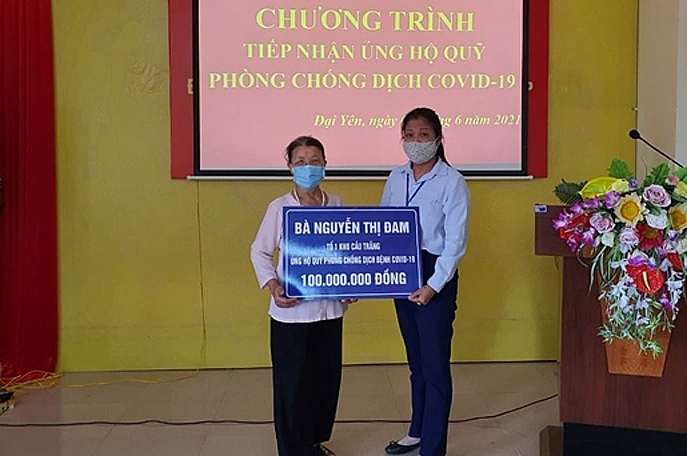 CHƯƠNG TRÌNH
TIẾP NHẬN ỦNG HỘ QUỸ
PHÒNG CHỐNG DỊCH COVID-19
Đại Yên, ngày 6 năm 2021
BÀ NGUYỄN THỊ ĐAM
TỔ 1 KHU CẦU TRẮNG
ỦNG HỘ QUỸ PHÒNG CHỐNG DỊCH BỆNH COVID-19
100.000.000 ĐỒNG